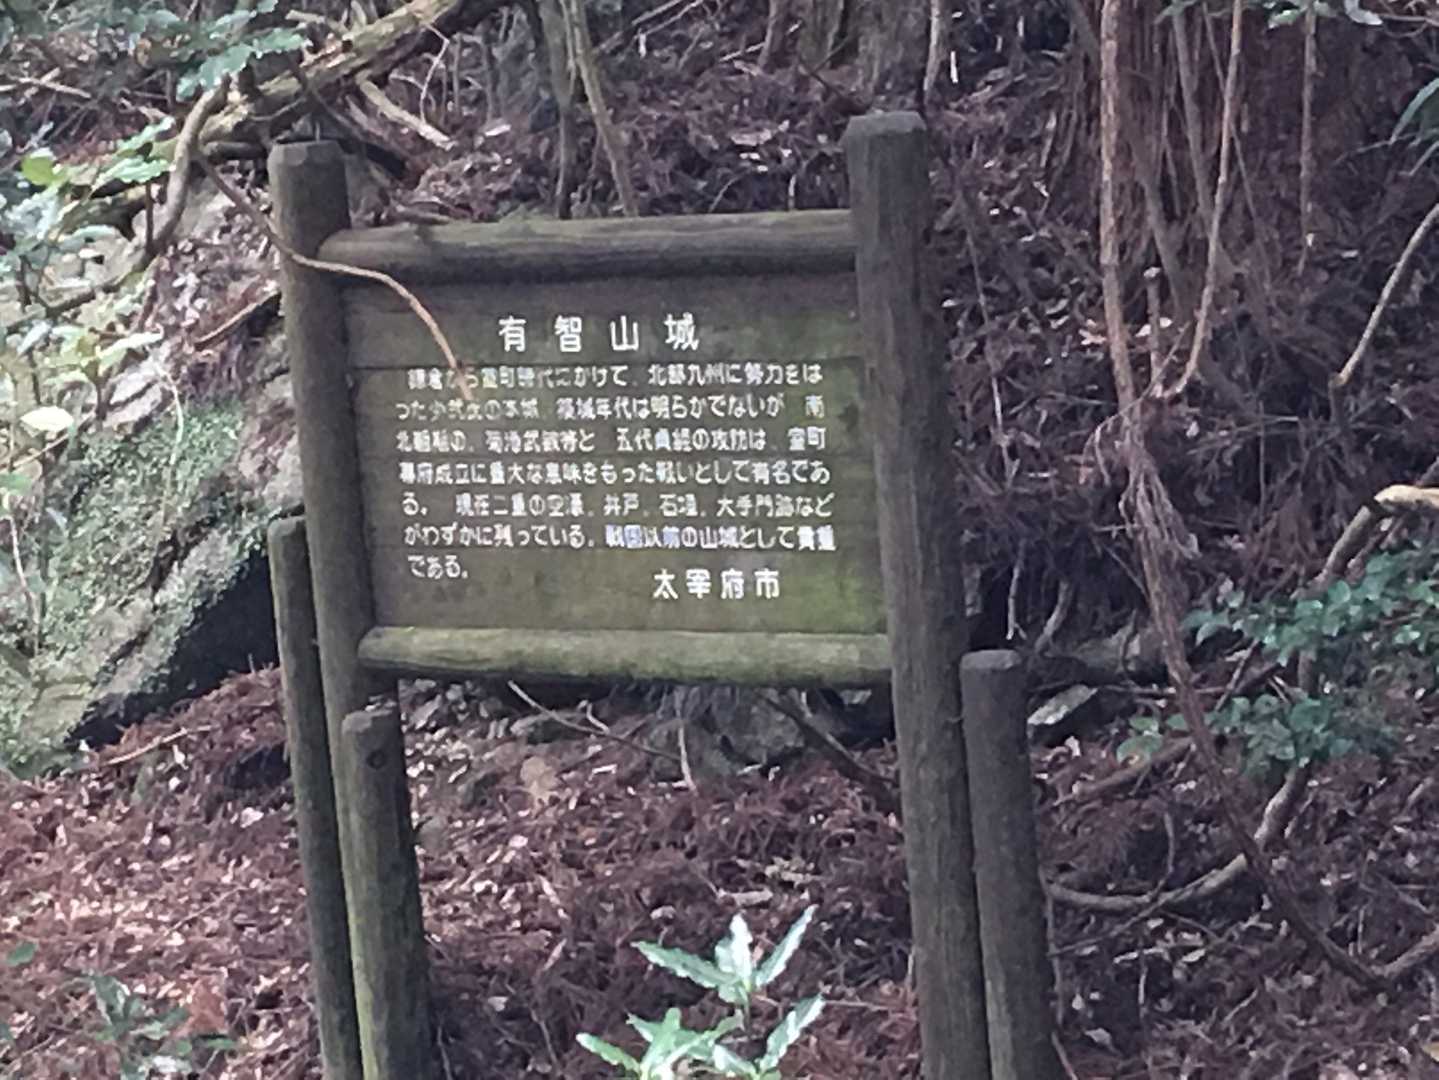 有智山城
鎌倉から室町時代にかけて、北部九州に勢力をは
った少弐氏の本城。築城年代は明らかでないが 南
北朝期の、菊池武敏等と 五代貞経の攻防は、室町
幕府成立に重大な意味をもった戦いとして有名であ
る。 現在二重の空濠、井戸、石垣、大手門跡など
がわずかに残っている。戦国以前の山城として貴重
である。
太宰府市